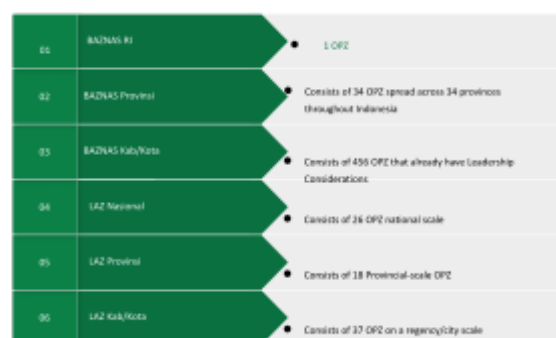 01 BAZNAS RI
1 OPZ
02 BAZNAS Provinsi
Consists of 34 OPZ spread across 34 provinces
throughout Indonesia
03 BAZNAS Kab/Kota
Consists of 456 OPZ that already have Leadership
Considerations
04 LAZ Nasional
Consists of 26 OPZ national scale
05 LAZ Provinsi
Consists of 18 Provincial-scale OPZ
06 LAZ Kab/Kota
Consists of 37 OPZ on a regency/city scale